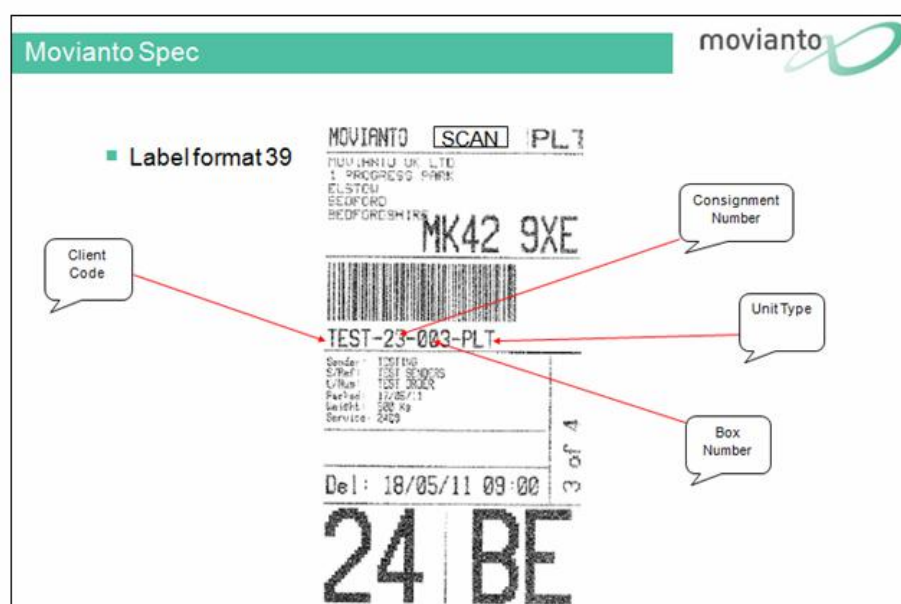 Movianto Spec
movianto
Label format 39
MOVIANTO SCAN PLT
MOVIANTO UK LTD
1 PROGRESS PARK
ELSTOW
BEDFORD
BEDFORDSHIRE
MK42 9XE
Consignment
Number
Client
Code
Unit Type
TEST-23-003-PLT
Sender: TESTING
S/Ref: TEST SENDERS
TEST ORDER
Packed: 17/05/11
Weight: 500 Kg
Service:
3 of 4
Box
Number
Del: 18/05/11 09:00
24 BE